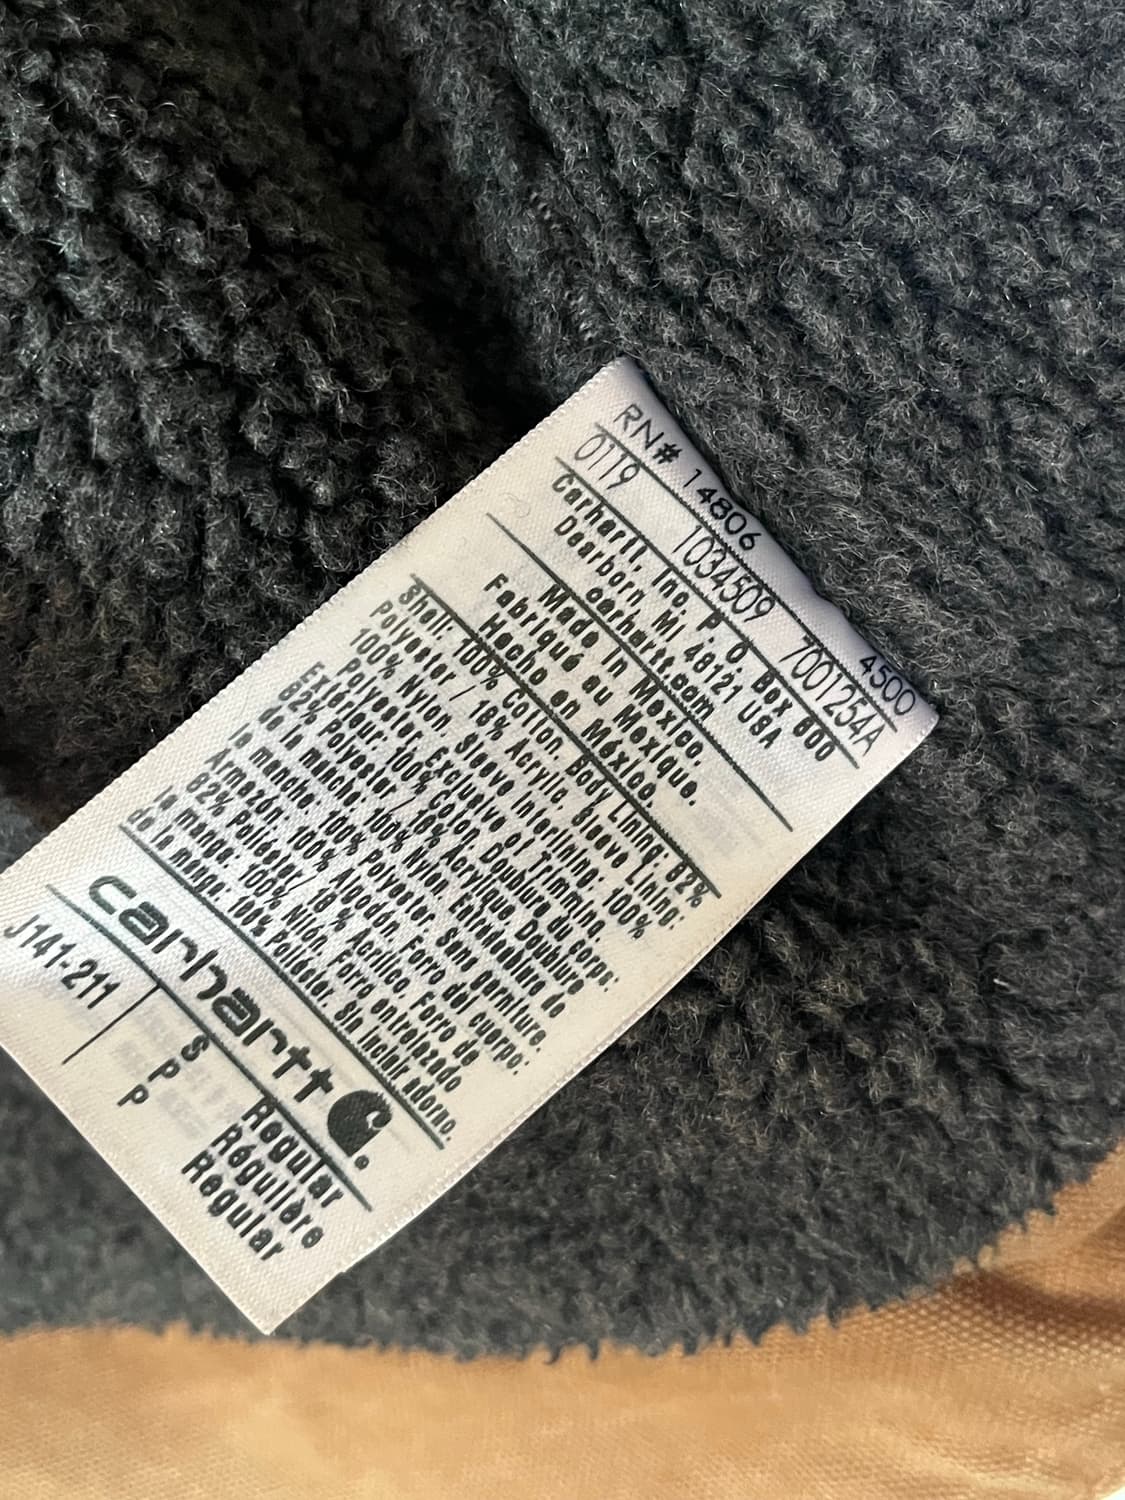 RN# 14806 4500
0119 1034509 7001254A
Carhartt, Inc. P. O. Box 600
Dearborn, MI 48121 USA
carhartt.com
Made in Mexico.
Fabriqué au Mexique.
Hecho en México.
Shell: 100% Cotton. Body Lining: 82%
Polyester / 18% Acrylic. Sleeve Lining:
100% Nylon. Sleeve Interlining: 100%
Polyester. Exclusive of Trimming.
Extérieur: 100% Coton. Doublure du corps:
82% Polyester / 18% Acrylique. Doublure
de la manche: 100% Nylon. Entredoublure de
la manche: 100% Polyester. Sans garniture.
Armazón: 100% Algodón. Forro del cuerpo:
82% Poliéster / 18 % Acrílico. Forro de
la manga: 100% Nilón. Forro entrelazado
de la manga: 100% Poliéster. Sin incluir adorno.
carhartt
J141-211 S Regular
P Régulière
P Regular